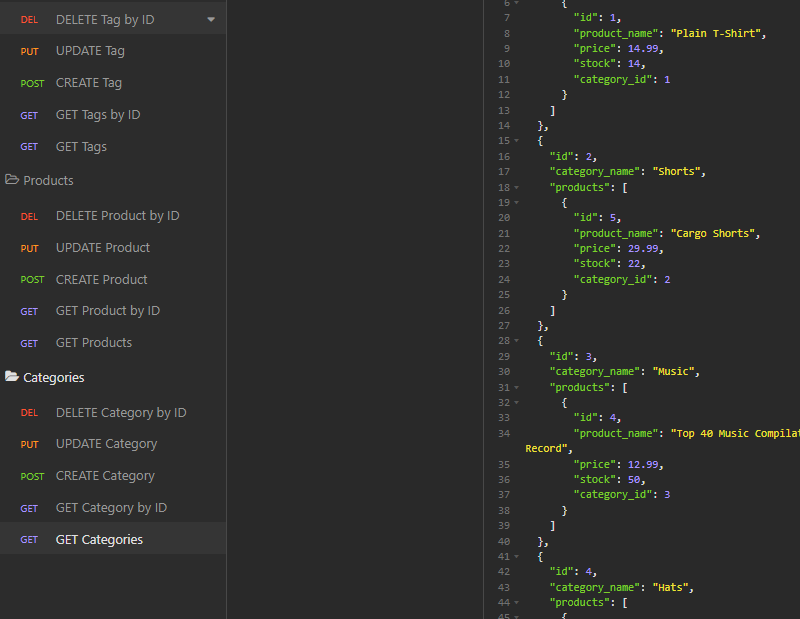 DEL DELETE Tag by ID
PUT UPDATE Tag
POST CREATE Tag
GET GET Tags by ID
GET GET Tags
Products
DEL DELETE Product by ID
PUT UPDATE Product
POST CREATE Product
GET GET Product by ID
GET GET Products
Categories
DEL DELETE Category by ID
PUT UPDATE Category
POST CREATE Category
GET GET Category by ID
GET GET Categories
6 {
7 "id": 1,
8 "product_name": "Plain T-Shirt",
9 "price": 14.99,
10 "stock": 14,
11 "category_id": 1
12 }
13 ]
14 },
15 {
16 "id": 2,
17 "category_name": "Shorts",
18 "products": [
19 {
20 "id": 5,
21 "product_name": "Cargo Shorts",
22 "price": 29.99,
23 "stock": 22,
24 "category_id": 2
25 }
26 ]
27 },
28 {
29 "id": 3,
30 "category_name": "Music",
31 "products": [
32 {
33 "id": 4,
34 "product_name": "Top 40 Music Compilat
Record",
35 "price": 12.99,
36 "stock": 50,
37 "category_id": 3
38 }
39 ]
40 },
41 {
42 "id": 4,
43 "category_name": "Hats",
44 "products": [
45 {